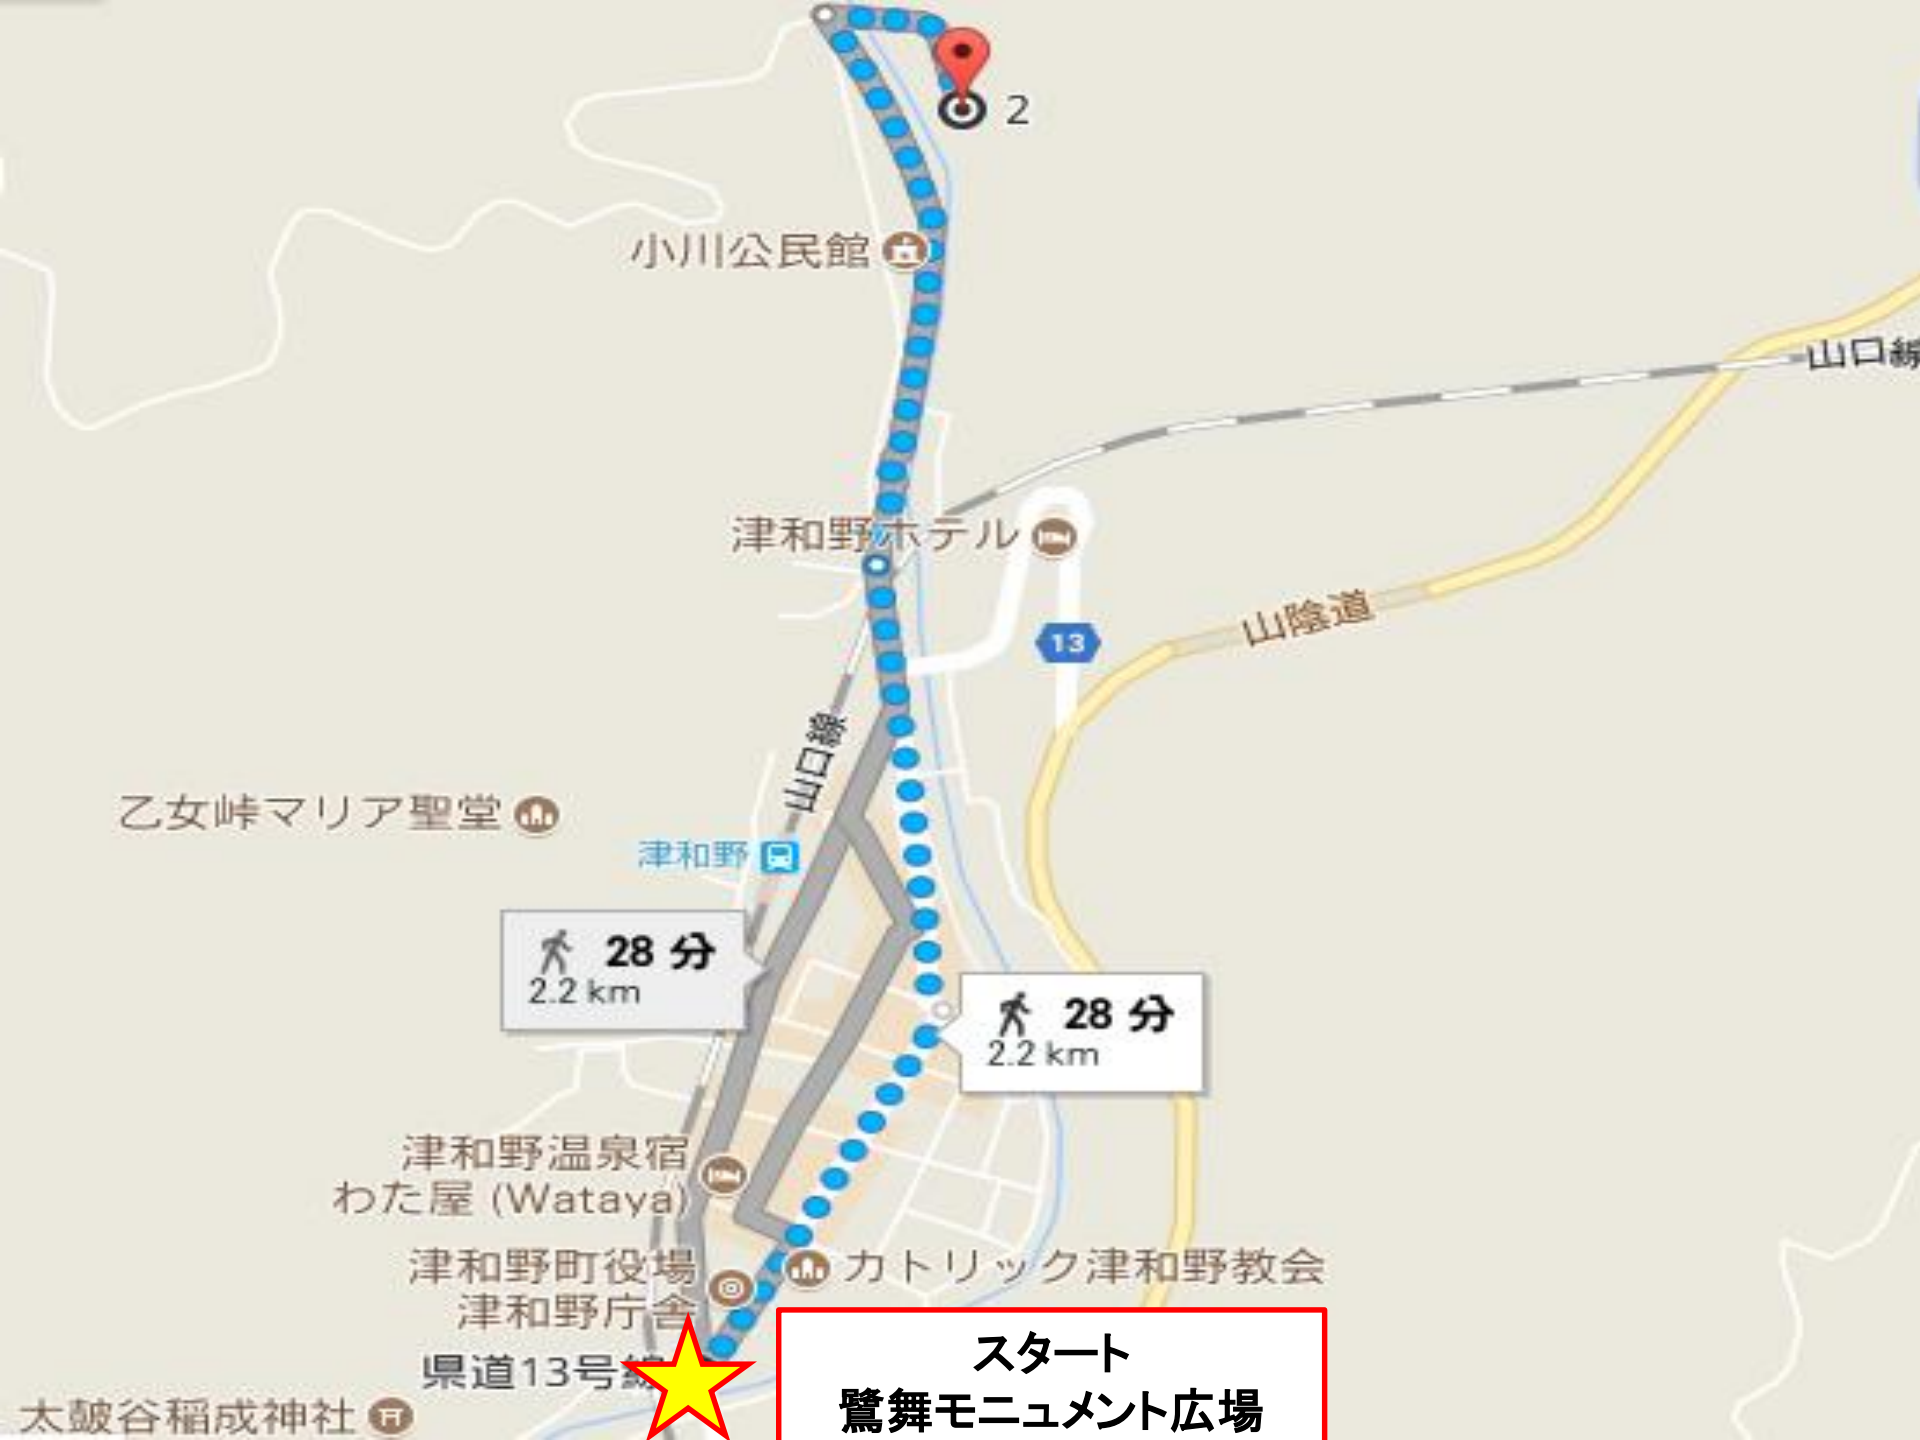 2
小川公民館
山口線
津和野ホテル
山陰道
13
山口線
乙女峠マリア聖堂
津和野
28 分
2.2 km
28 分
2.2 km
津和野温泉宿
わた屋 (Wataya)
津和野町役場
津和野庁舎
カトリック津和野教会
県道13号線
スタート
鷺舞モニュメント広場
太皷谷稲成神社